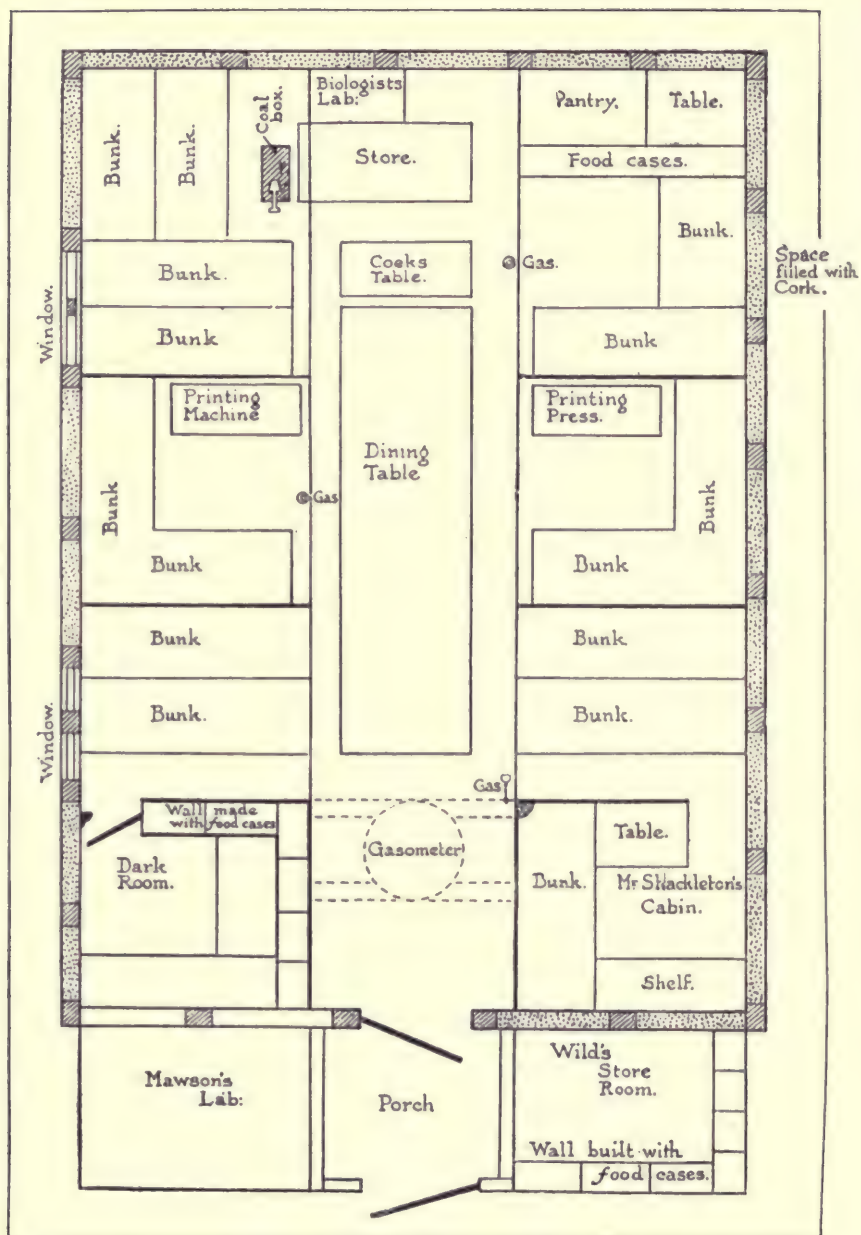 Bunk.
Bunk.
Coal
box.
Biologists
Lab:
Store.
Pantry.
Table.
Food cases.
Bunk.
Cooks
Table.
Gas.
Bunk.
Space
filled with
Cork.
Window.
Bunk
Bunk
Printing
Machine
Dining
Table
Printing
Press.
Bunk
Gas
Bunk
Bunk
Bunk
Bunk
Bunk
Bunk.
Bunk.
Window.
Gas
Wall made
with food cases
Gasometer
Table.
Dark
Room.
Bunk.
Mr Shackleton's
Cabin.
Shelf.
Mawson's
Lab:
Porch
Wild's
Store
Room.
Wall built with
food cases.